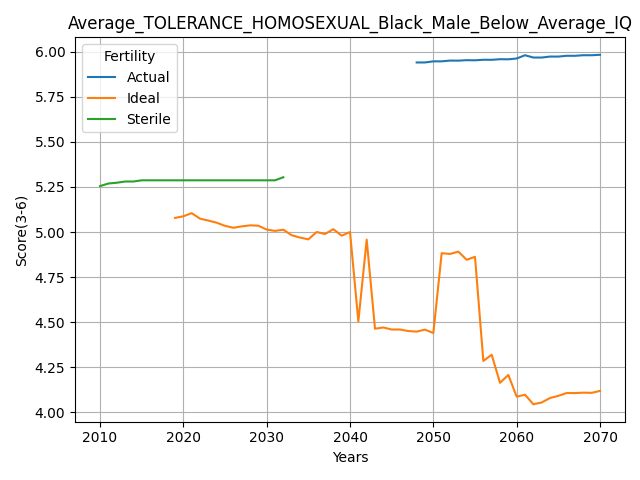 Average_TOLERANCE_HOMOSEXUAL_Black_Male_Below_Average_IQ
Fertility
Actual
Ideal
Sterile
6.00
5.75
5.50
5.25
5.00
4.75
4.50
4.25
4.00
Score(3-6)
2010 2020 2030 2040 2050 2060 2070
Years